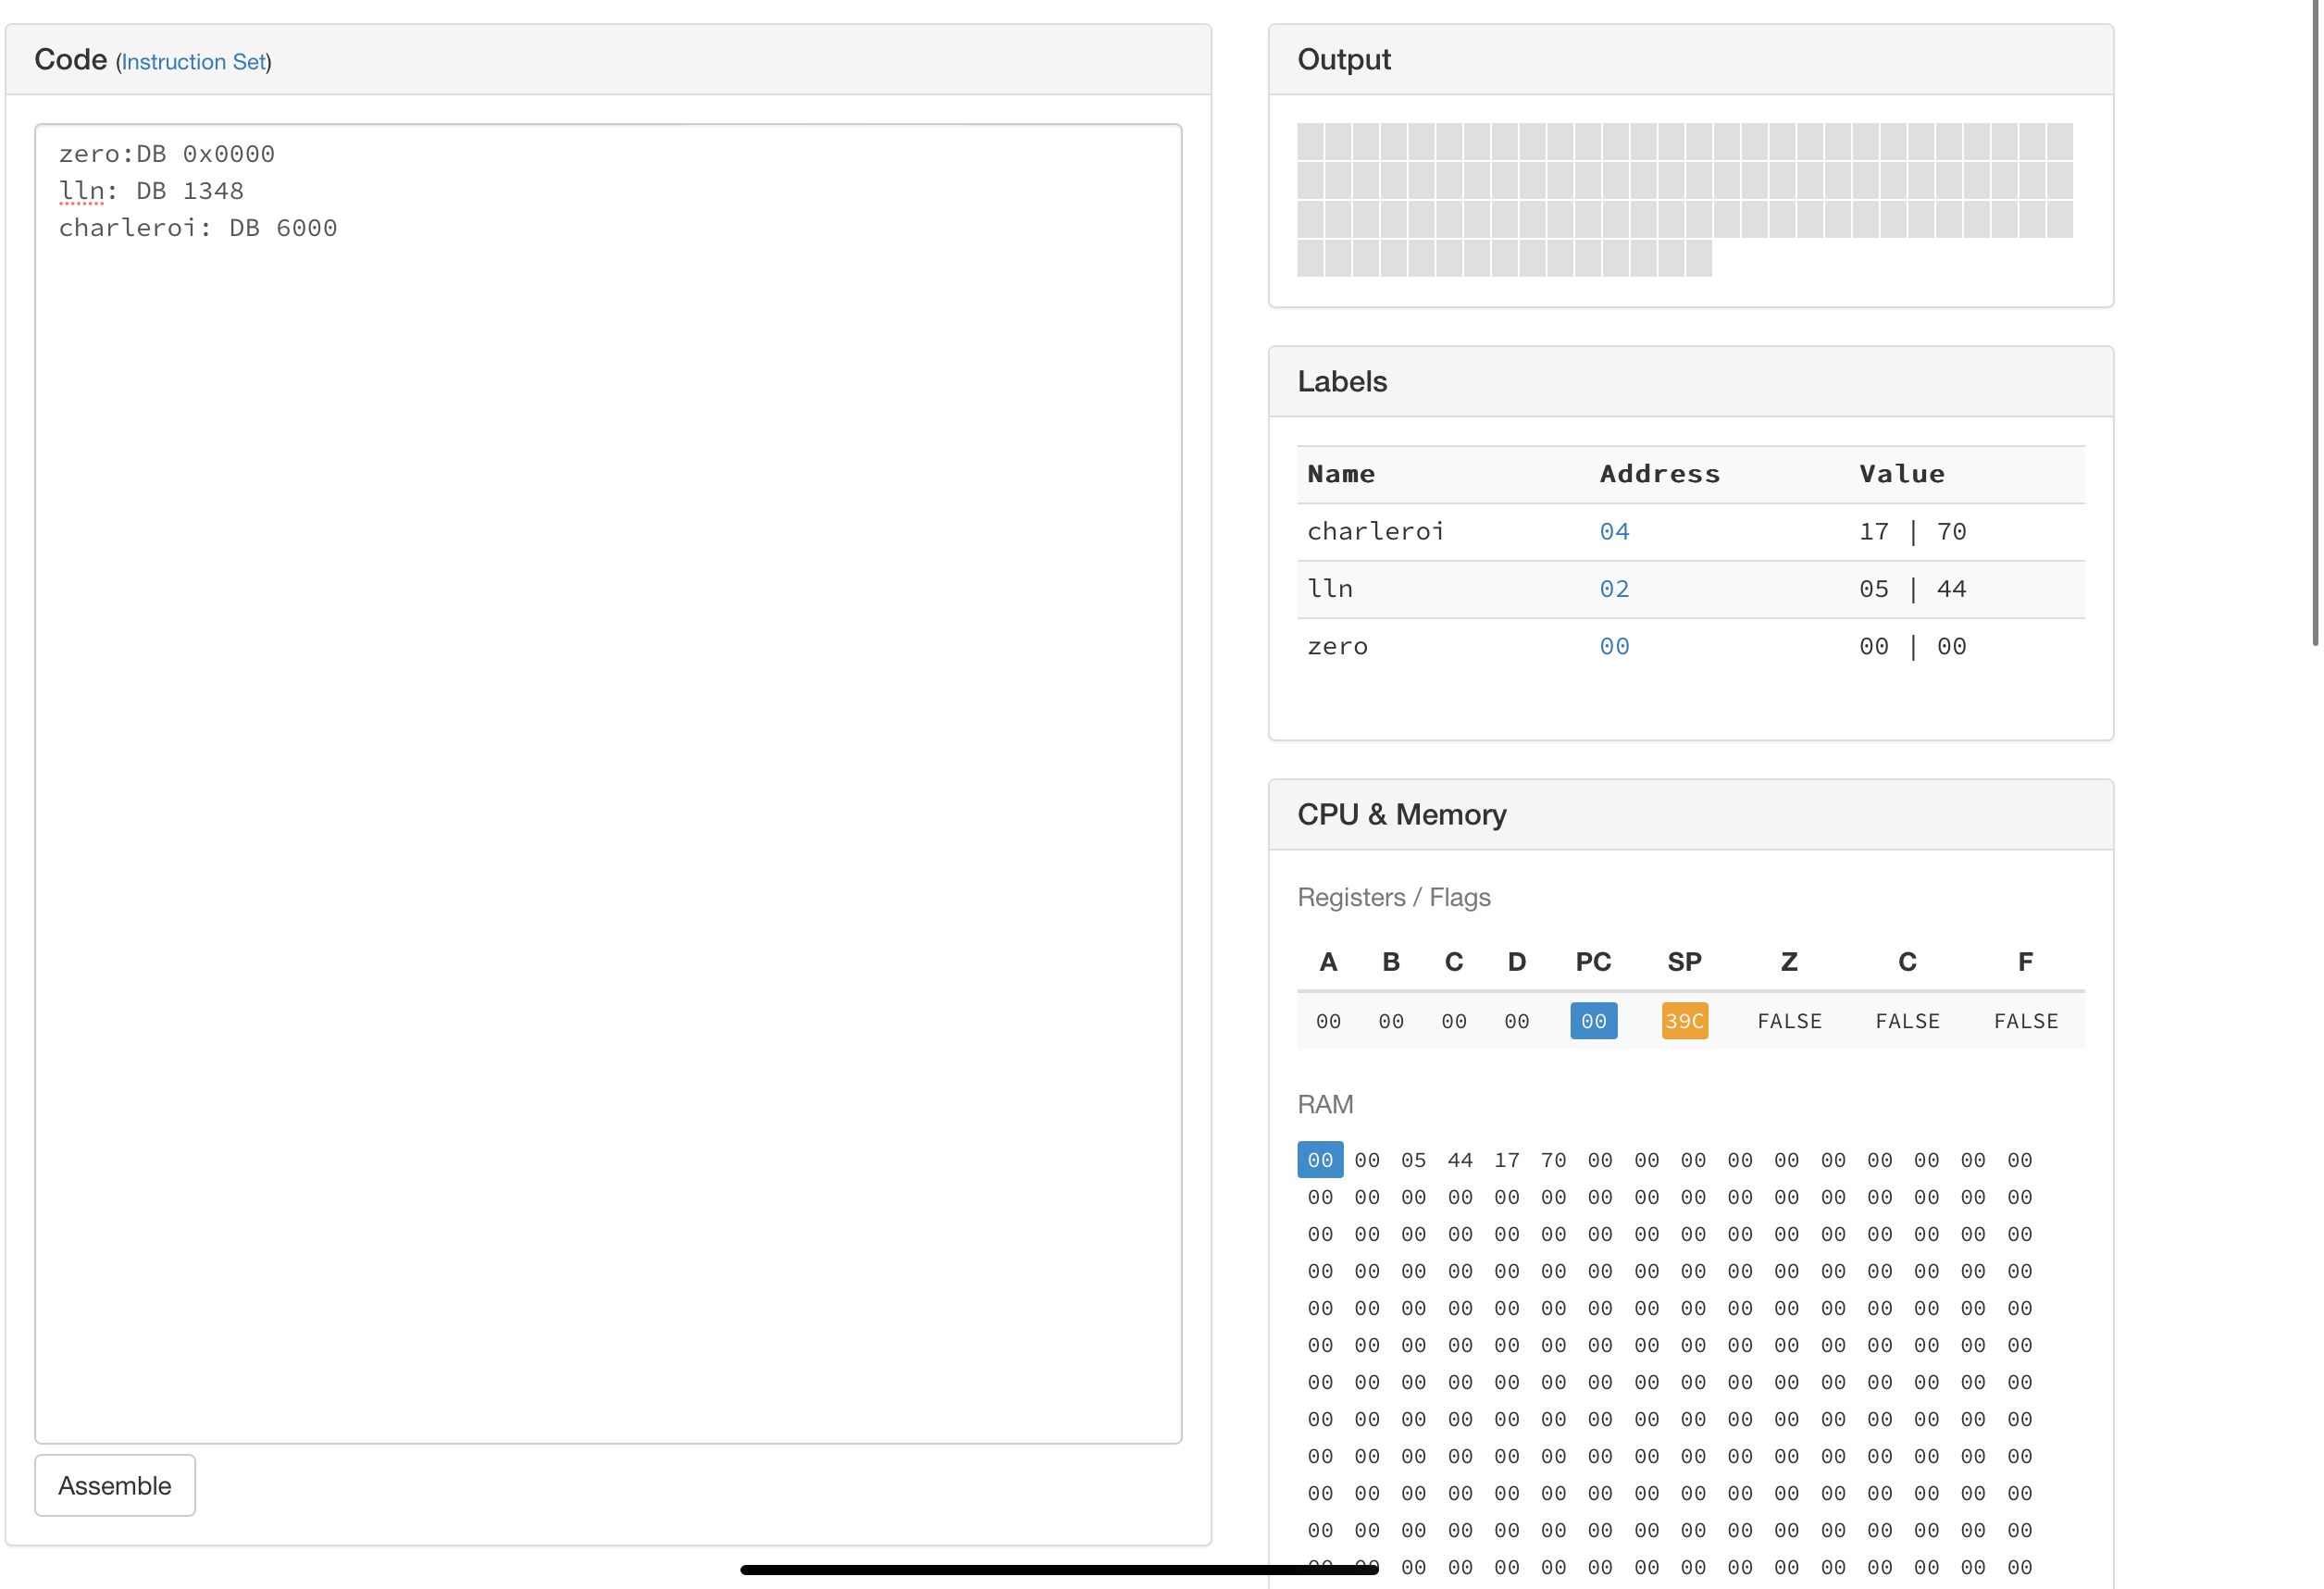 Code (Instruction Set)
zero:DB 0x0000
lln: DB 1348
charleroi: DB 6000
Assemble
Output
Labels
Name Address Value
charleroi 04 17 | 70
lln 02 05 | 44
zero 00 00 | 00
CPU & Memory
Registers / Flags
A B C D PC SP Z C F
00 00 00 00 00 39C FALSE FALSE FALSE
RAM
00 00 05 44 17 70 00 00 00 00 00 00 00 00 00 00
00 00 00 00 00 00 00 00 00 00 00 00 00 00 00 00
00 00 00 00 00 00 00 00 00 00 00 00 00 00 00 00
00 00 00 00 00 00 00 00 00 00 00 00 00 00 00 00
00 00 00 00 00 00 00 00 00 00 00 00 00 00 00 00
00 00 00 00 00 00 00 00 00 00 00 00 00 00 00 00
00 00 00 00 00 00 00 00 00 00 00 00 00 00 00 00
00 00 00 00 00 00 00 00 00 00 00 00 00 00 00 00
00 00 00 00 00 00 00 00 00 00 00 00 00 00 00 00
00 00 00 00 00 00 00 00 00 00 00 00 00 00 00 00
00 00 00 00 00 00 00 00 00 00 00 00 00 00 00 00
00 00 00 00 00 00 00 00 00 00 00 00 00 00 00 00